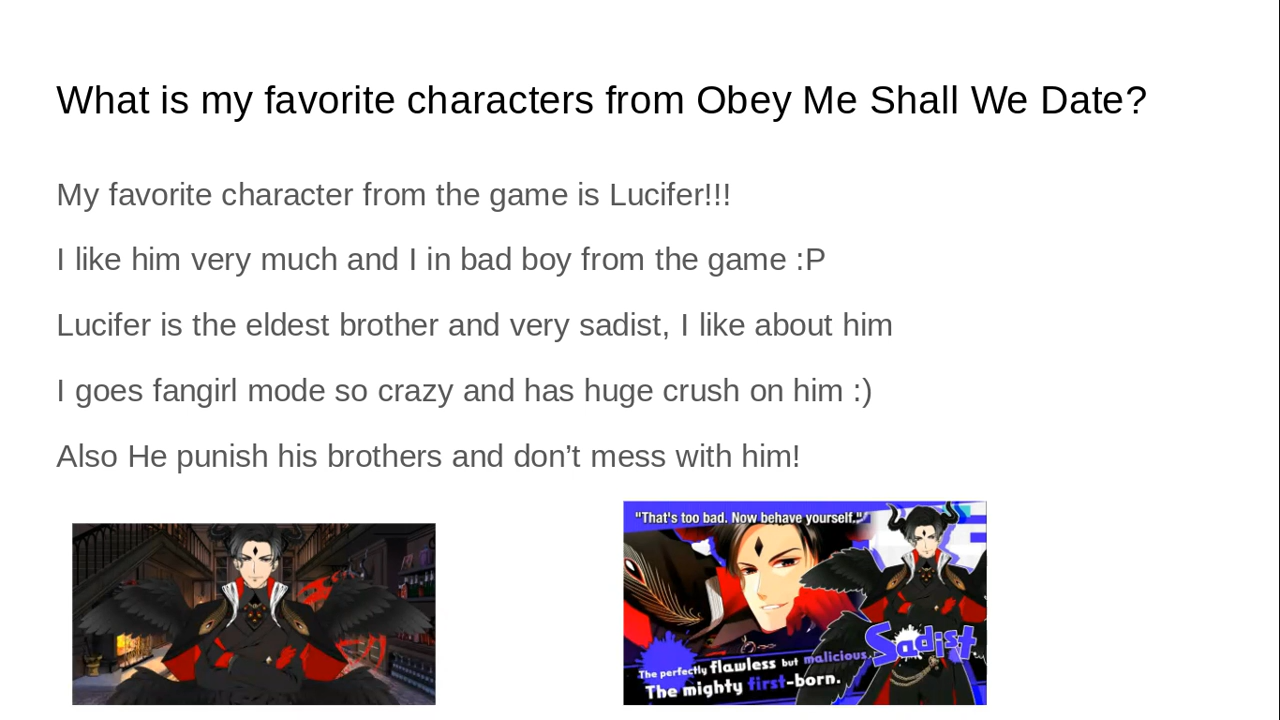 What is my favorite characters from Obey Me Shall We Date?
My favorite character from the game is Lucifer!!!
I like him very much and I in bad boy from the game :P
Lucifer is the eldest brother and very sadist, I like about him
I goes fangirl mode so crazy and has huge crush on him :)
Also He punish his brothers and don’t mess with him!
"That's too bad. Now behave yourself."
Sadist
The perfectly flawless but malicious
The mighty first-born.